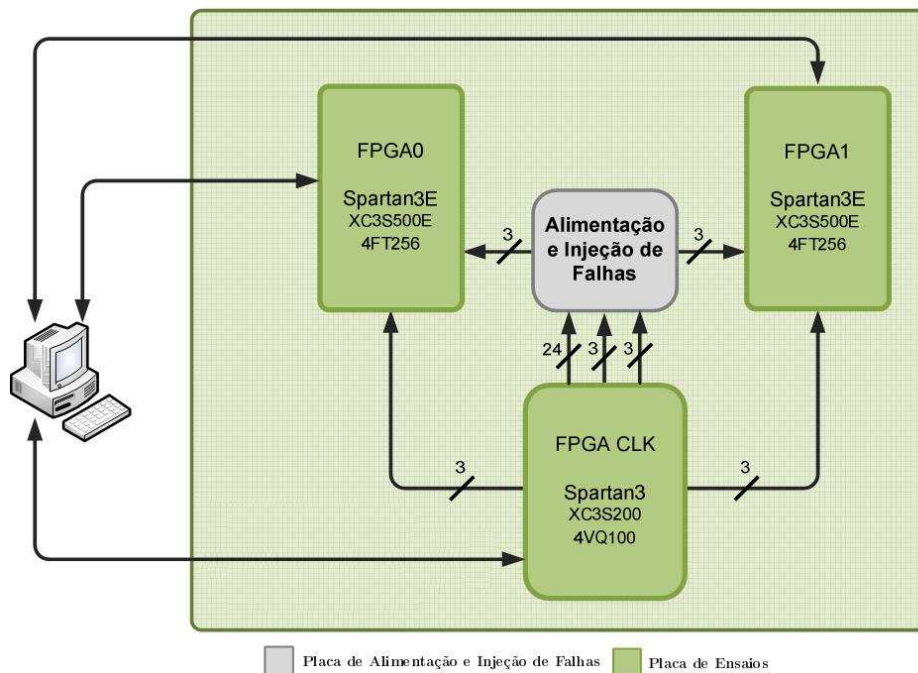 FPGA0
Spartan3E
XC3S500E
4FT256
FPGA1
Spartan3E
XC3S500E
4FT256
Alimentação
e Injeção de
Falhas
3
3
24
3
3
FPGA CLK
Spartan3
XC3S200
4VQ100
3
3
Placa de Alimentação e Injeção de Falhas
Placa de Ensaios